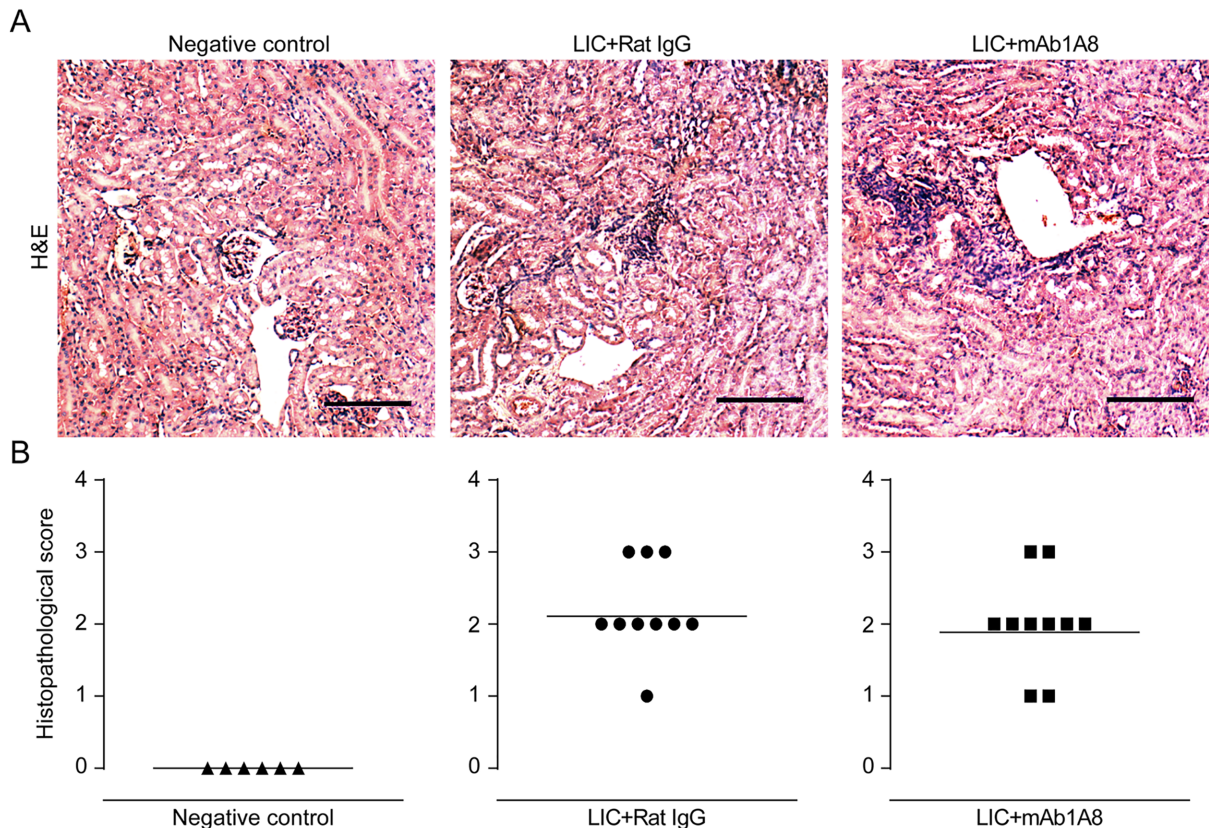 A
Negative control
LIC+Rat IgG
LIC+mAb1A8
H&E
B
Histopathological score
4
3
2
1
0
Negative control
4
3
2
1
0
LIC+Rat IgG
4
3
2
1
0
LIC+mAb1A8